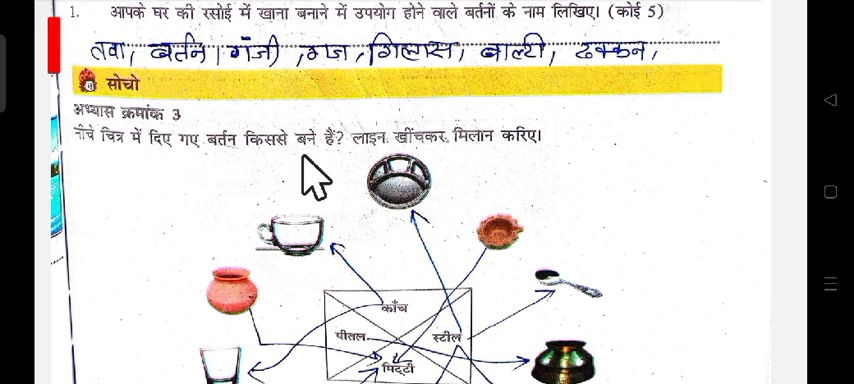 1. आपके घर की रसोई में खाना बनाने में उपयोग होने वाले बर्तनों के नाम लिखिए। (कोई 5)
तवा, बर्तन, गंजी, गज, गिलास, बाल्टी, ढक्कन,
सोचो
अभ्यास क्रमांक 3
नीचे चित्र में दिए गए बर्तन किससे बने हैं? लाइन खींचकर मिलान करिए।
काँच
पीतल
स्टील
मिट्टी